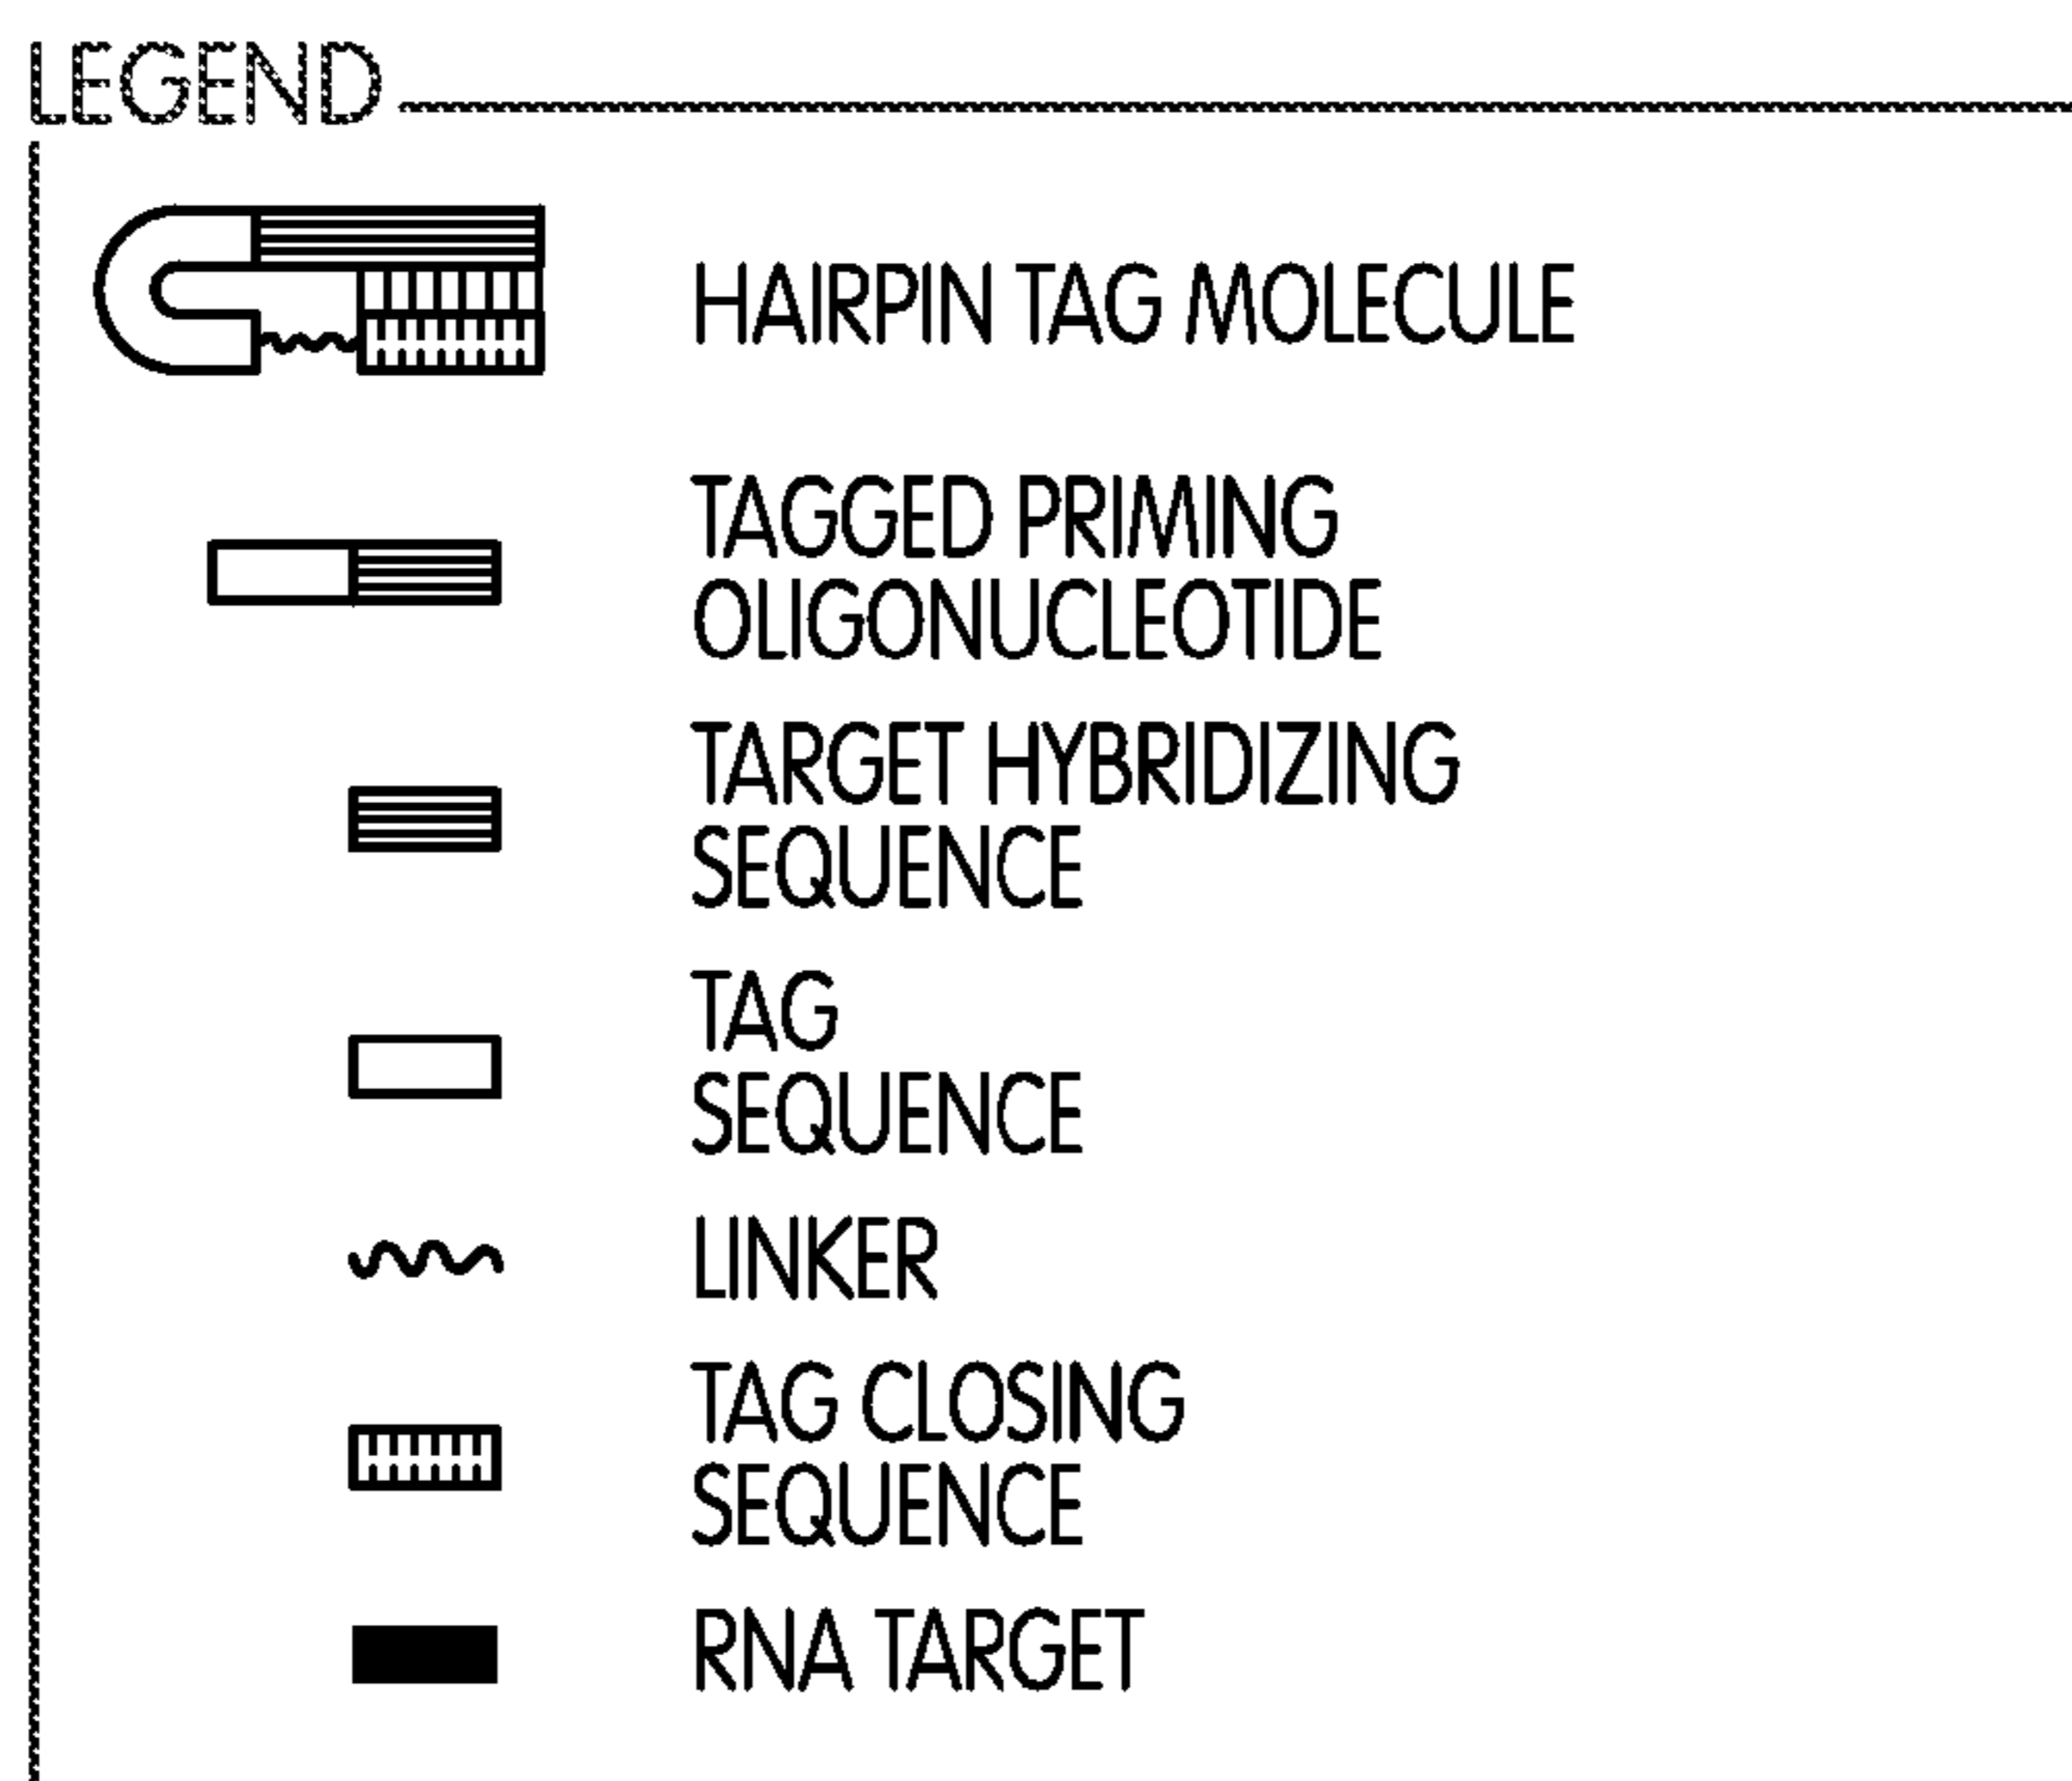 LEGEND
HAIRPIN TAG MOLECULE
TAGGED PRIMING
OLIGONUCLEOTIDE
TARGET HYBRIDIZING
SEQUENCE
TAG
SEQUENCE
LINKER
TAG CLOSING
SEQUENCE
RNA TARGET